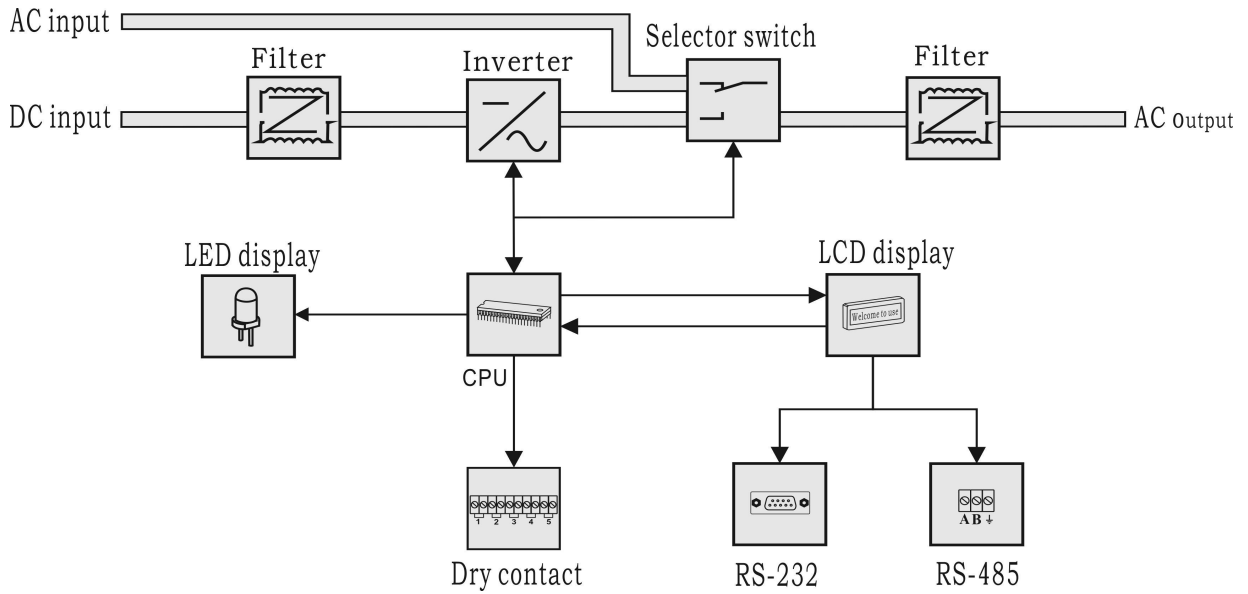 AC input
Selector switch
Filter
Inverter
Filter
DC input
AC Output
LED display
LCD display
Welcome to use
CPU
1 2 3 4 5
A B
Dry contact
RS-232
RS-485